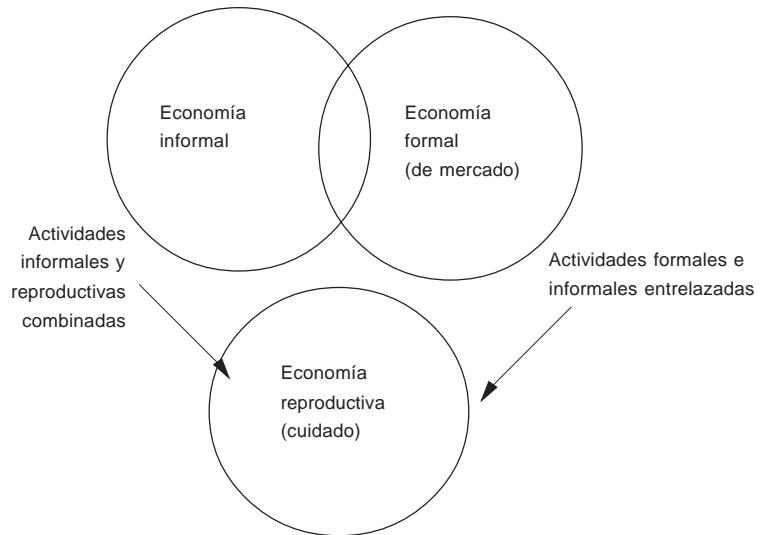 Economía
informal
Economía
formal
(de mercado)
Actividades
informales y
reproductivas
combinadas
Actividades formales e
informales entrelazadas
Economía
reproductiva
(cuidado)